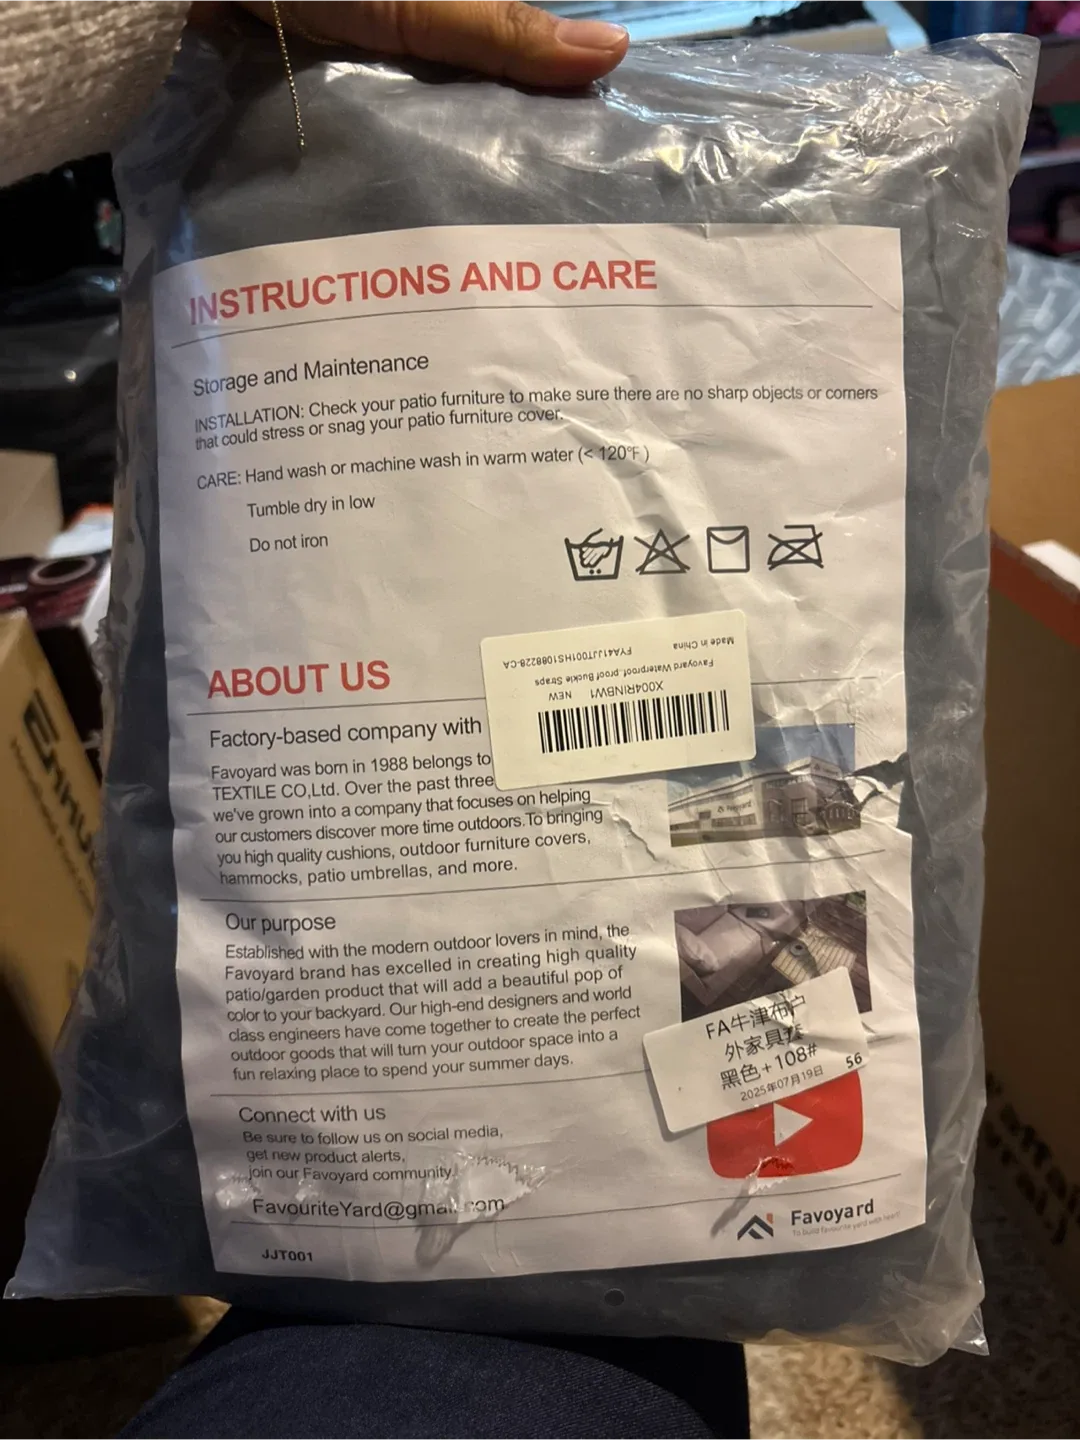 INSTRUCTIONS AND CARE
Storage and Maintenance
INSTALLATION: Check your patio furniture to make sure there are no sharp objects or corners
that could stress or snag your patio furniture cover.
CARE: Hand wash or machine wash in warm water (< 120°F )
Tumble dry in low
Do not iron
Made in China
FYA41JJT001HS1088228-CA
Favoyard Waterproof, proof Buckle Straps
NEW
X004RINBW1
ABOUT US
Factory-based company with
Favoyard was born in 1988 belongs to
TEXTILE CO,Ltd. Over the past three
we've grown into a company that focuses on helping
our customers discover more time outdoors.To bringing
you high quality cushions, outdoor furniture covers,
hammocks, patio umbrellas, and more.
Favoyard
Our purpose
Established with the modern outdoor lovers in mind, the
Favoyard brand has excelled in creating high quality
patio/garden product that will add a beautiful pop of
color to your backyard. Our high-end designers and world
class engineers have come together to create the perfect
outdoor goods that will turn your outdoor space into a
fun relaxing place to spend your summer days.
FA牛津布户
外家具套
黑色+108#
2025年07月19日 56
Connect with us
Be sure to follow us on social media,
get new product alerts,
join our Favoyard community.
FavouriteYard@gmail.com
Favoyard
To build favourite yard with heart
JJT001